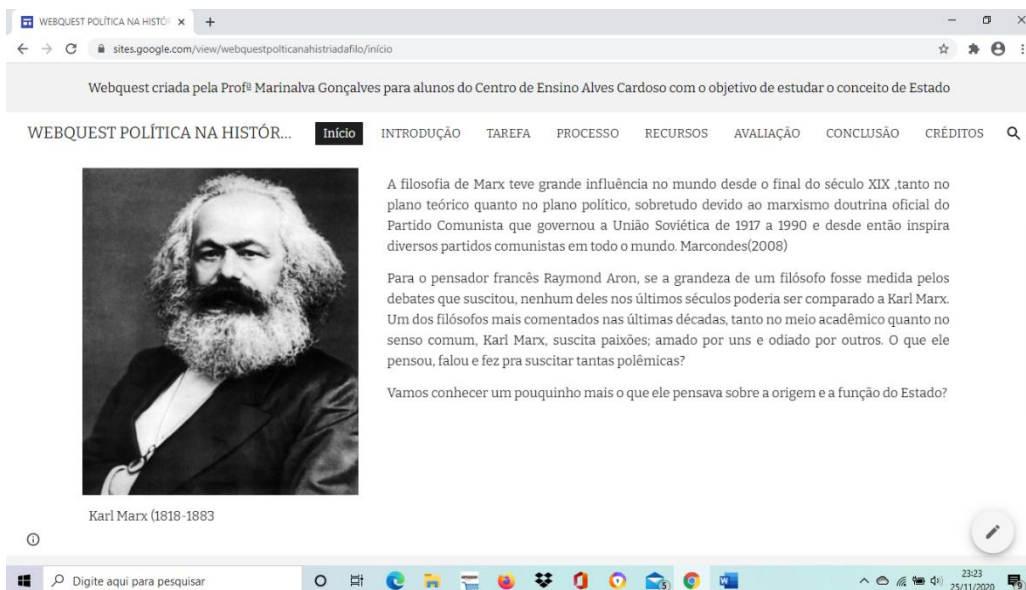 WEBQUEST POLÍTICA NA HISTÓ
sites.google.com/view/webquestpolticanahistriadafilo/início
Webquest criada pela Profª Marinalva Gonçalves para alunos do Centro de Ensino Alves Cardoso com o objetivo de estudar o conceito de Estado
WEBQUEST POLÍTICA NA HISTÓR... Início INTRODUÇÃO TAREFA PROCESSO RECURSOS AVALIAÇÃO CONCLUSÃO CRÉDITOS
A filosofia de Marx teve grande influência no mundo desde o final do século XIX ,tanto no
plano teórico quanto no plano político, sobretudo devido ao marxismo doutrina oficial do
Partido Comunista que governou a União Soviética de 1917 a 1990 e desde então inspira
diversos partidos comunistas em todo o mundo. Marcondes(2008)
Para o pensador francês Raymond Aron, se a grandeza de um filósofo fosse medida pelos
debates que suscitou, nenhum deles nos últimos séculos poderia ser comparado a Karl Marx.
Um dos filósofos mais comentados nas últimas décadas, tanto no meio acadêmico quanto no
senso comum, Karl Marx, suscita paixões; amado por uns e odiado por outros. O que ele
pensou, falou e fez pra suscitar tantas polêmicas?
Vamos conhecer um pouquinho mais o que ele pensava sobre a origem e a função do Estado?
Karl Marx (1818-1883
Digite aqui para pesquisar
23:23
25/11/2020